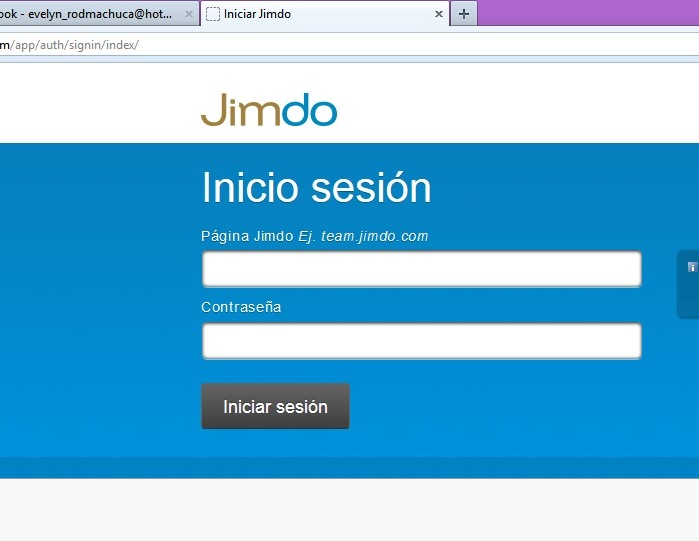 ook - evelyn_rodmachuca@hot... × Iniciar Jimdo × +
m/app/auth/signin/index/
Jimdo
Inicio sesión
Página Jimdo Ej. team.jimdo.com
Contraseña
Iniciar sesión